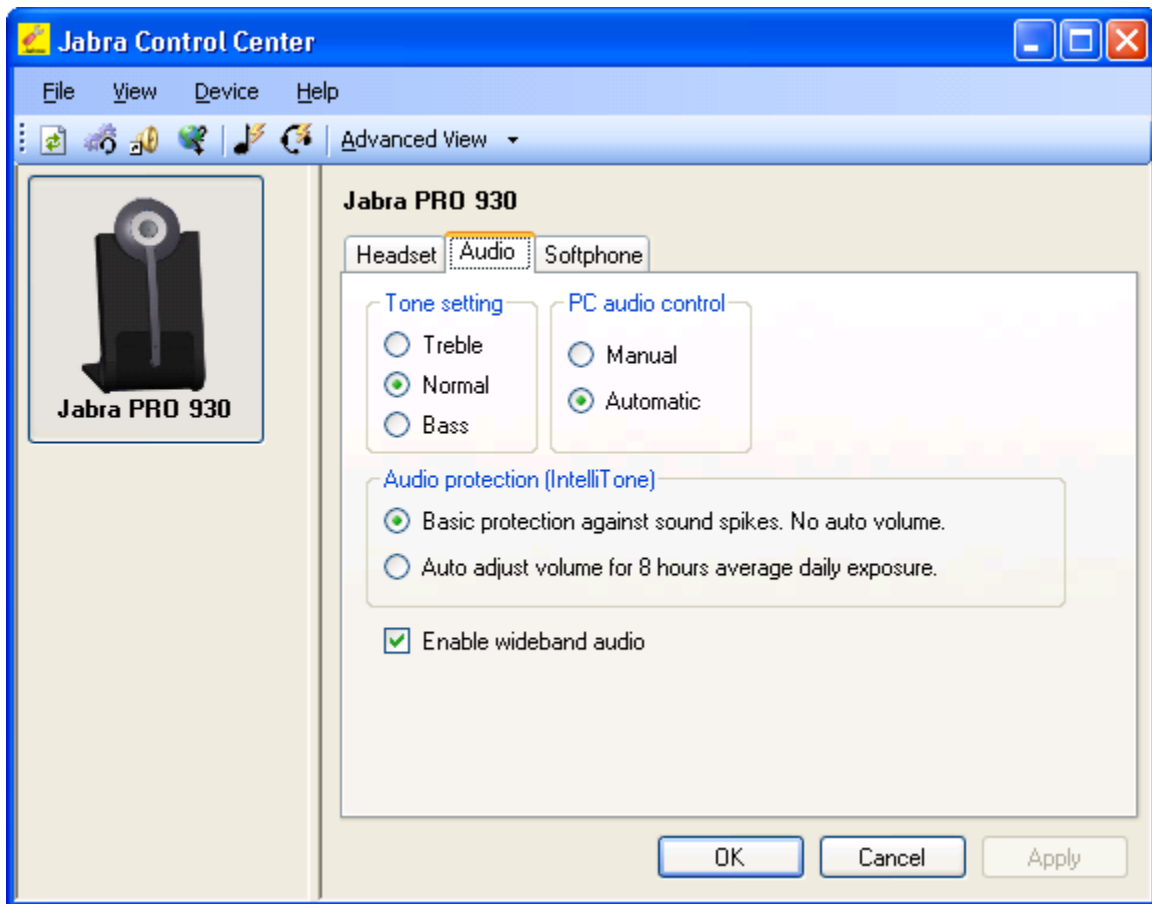 Jabra Control Center
File View Device Help
Advanced View
Jabra PRO 930
Jabra PRO 930
Headset Audio Softphone
Tone setting PC audio control
Treble
Manual
Normal
Automatic
Bass
Audio protection (IntelliTone)
Basic protection against sound spikes. No auto volume.
Auto adjust volume for 8 hours average daily exposure.
Enable wideband audio
OK Cancel Apply